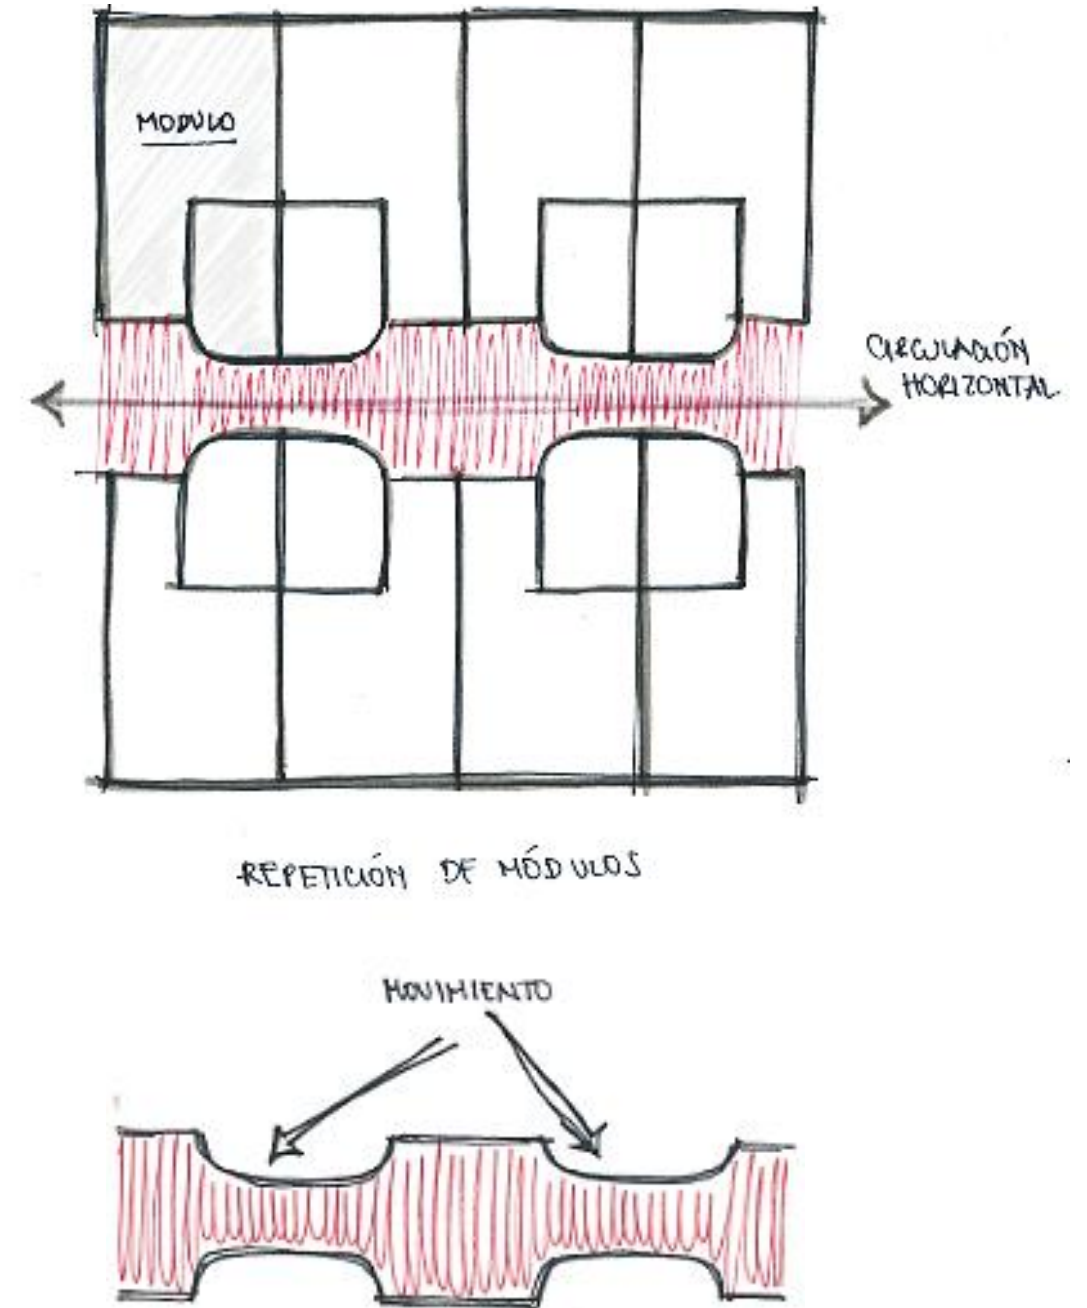 MODULO
CIRCULACIÓN
HORIZONTAL
REPETICIÓN DE MÓDULOS
MOVIMIENTO